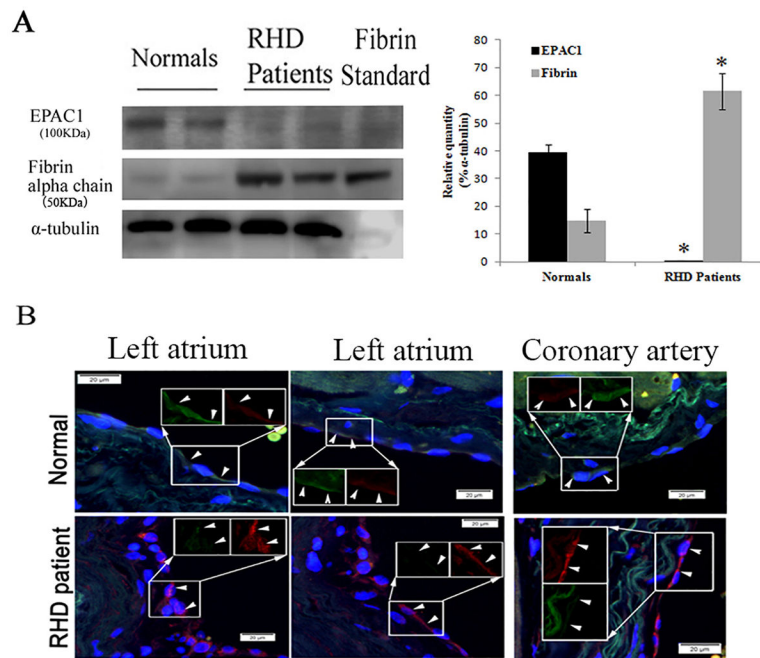 A
Normals
RHD
Patients
Fibrin
Standard
EPAC1
(100KDa)
Fibrin
alpha chain
(50KDa)
α-tubulin
Relative quantity
(% α-tubulin)
80
70
60
50
40
30
20
10
0
EPAC1
Fibrin
*
*
Normals
RHD Patients
B
Left atrium
Left atrium
Coronary artery
Normal
20 μm
20 μm
20 μm
RHD patient
20 μm
20 μm
20 μm